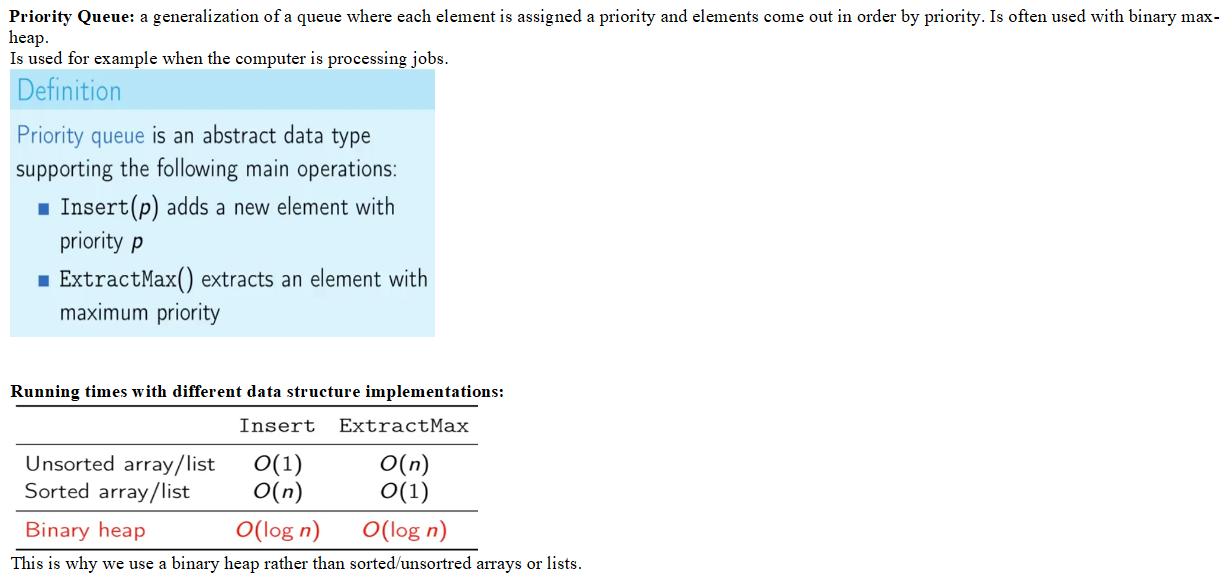 Priority Queue: a generalization of a queue where each element is assigned a priority and elements come out in order by priority. Is often used with binary max-
heap.
Is used for example when the computer is processing jobs.
Definition
Priority queue is an abstract data type
supporting the following main operations:
■ Insert(p) adds a new element with
priority p
■ ExtractMax() extracts an element with
maximum priority
Running times with different data structure implementations:
Insert ExtractMax
Unsorted array/list O(1) O(n)
Sorted array/list O(n) O(1)
Binary heap O(log n) O(log n)
This is why we use a binary heap rather than sorted/unsortred arrays or lists.